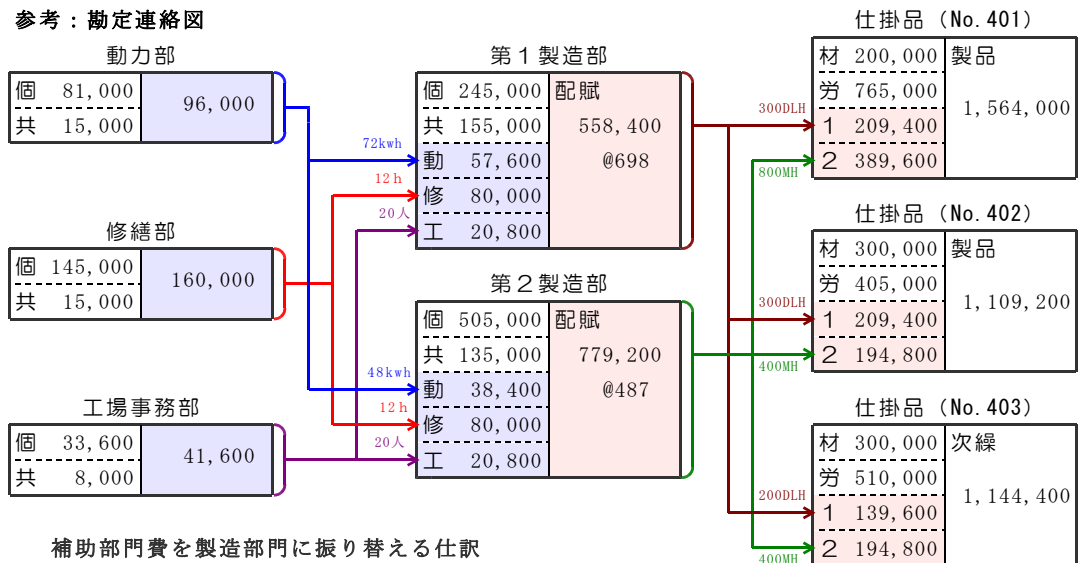 参考：勘定連絡図
動力部
個 81,000 96,000
共 15,000
修繕部
個 145,000 160,000
共 15,000
工場事務部
個 33,600 41,600
共 8,000
72kwh
12h
20人
48kwh
12h
20人
第１製造部
個 245,000 配賦
共 155,000 558,400
動 57,600 @698
修 80,000
工 20,800
第２製造部
個 505,000 配賦
共 135,000 779,200
動 38,400 @487
修 80,000
工 20,800
300DLH
800MH
300DLH
400MH
200DLH
400MH
仕掛品（No.401）
材 200,000 製品
労 765,000 1,564,000
１ 209,400
２ 389,600
仕掛品（No.402）
材 300,000 製品
労 405,000 1,109,200
１ 209,400
２ 194,800
仕掛品（No.403）
材 300,000 次繰
労 510,000 1,144,400
１ 139,600
２ 194,800
補助部門費を製造部門に振り替える仕訳